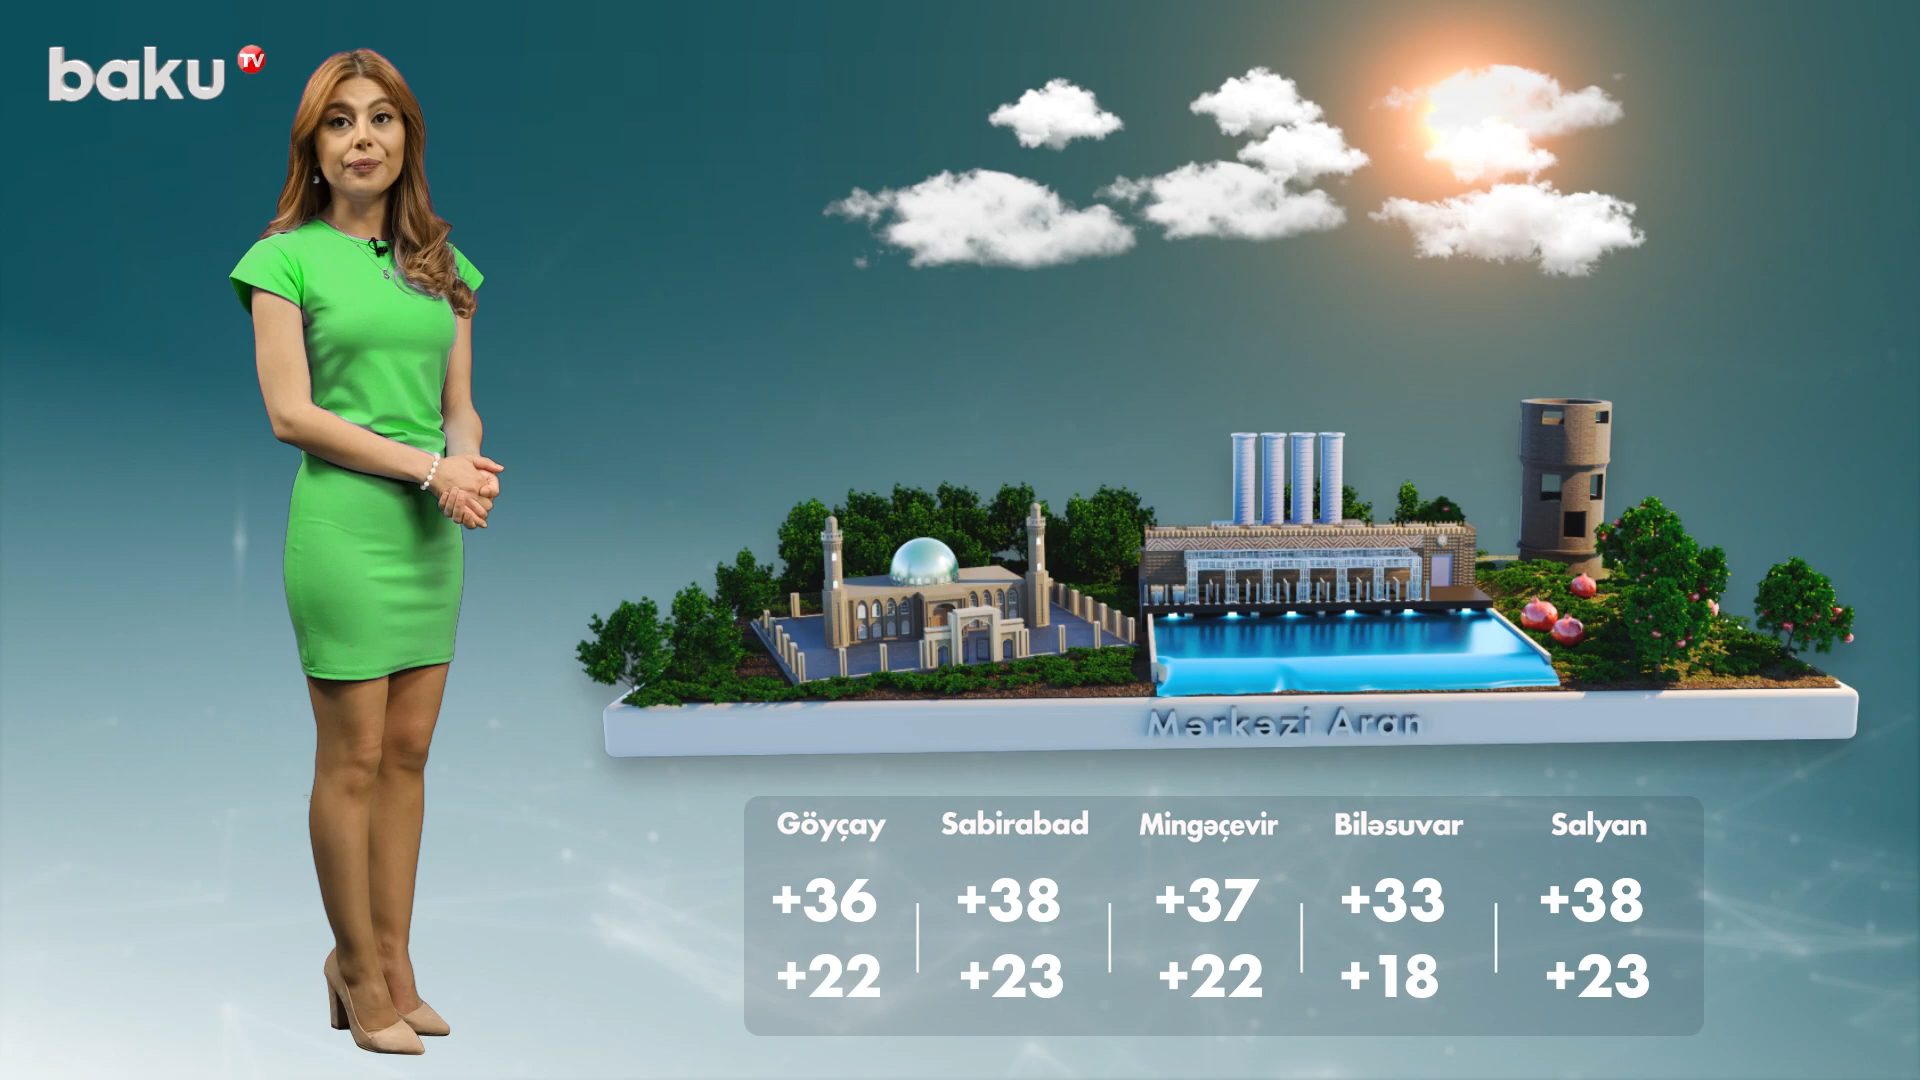 baku TV
Mərkəzi Aran
Göyçay Sabirabad Mingəçevir Biləsuvar Salyan
+36 +38 +37 +33 +38
+22 +23 +22 +18 +23